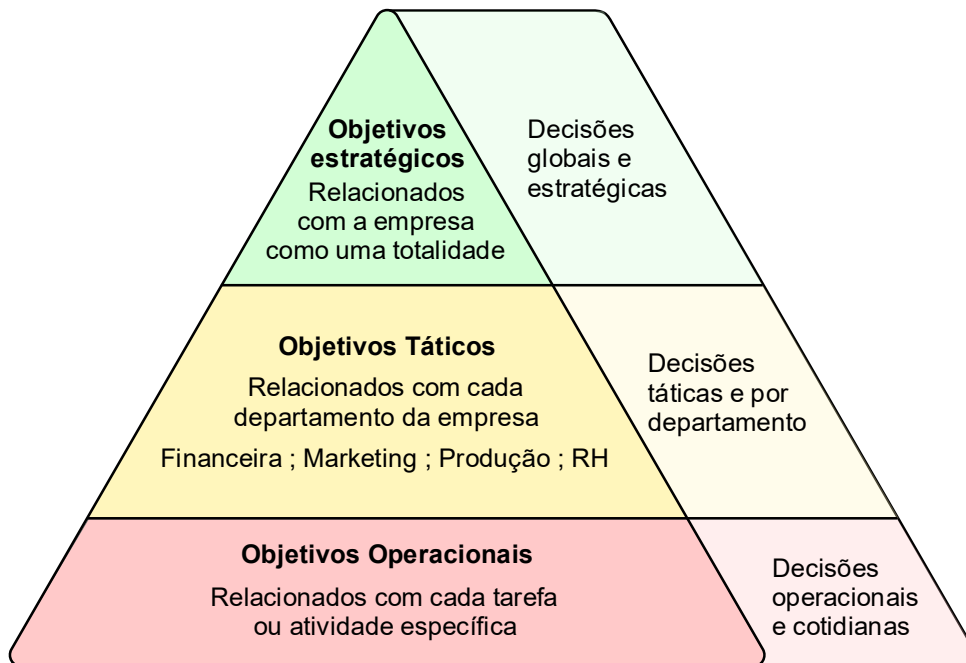 Objetivos
estratégicos
Relacionados
com a empresa
como uma totalidade
Decisões
globais e
estratégicas
Objetivos Táticos
Relacionados com cada
departamento da empresa
Financeira ; Marketing ; Produção ; RH
Decisões
táticas e por
departamento
Objetivos Operacionais
Relacionados com cada tarefa
ou atividade específica
Decisões
operacionais
e cotidianas